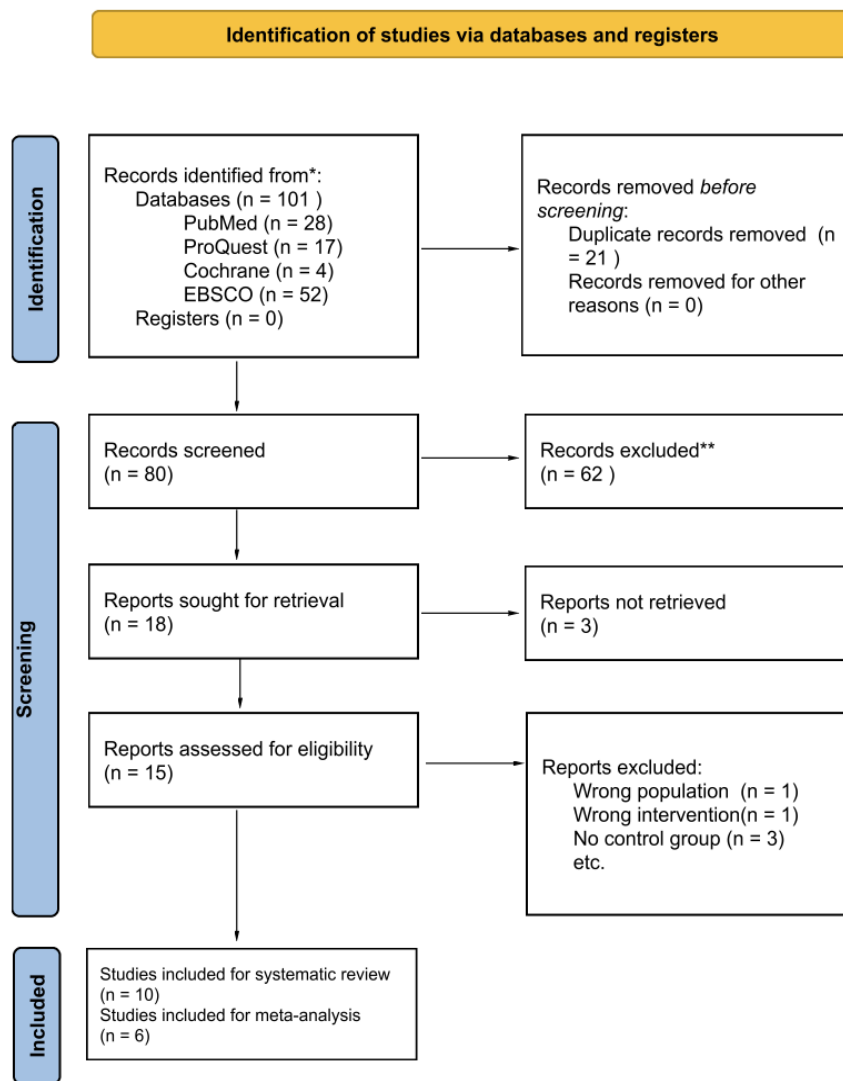 Identification of studies via databases and registers
Identification
Records identified from*:
Databases (n = 101 )
PubMed (n = 28)
ProQuest (n = 17)
Cochrane (n = 4)
EBSCO (n = 52)
Registers (n = 0)
Records removed before
screening:
Duplicate records removed  (n
= 21 )
Records removed for other
reasons (n = 0)
Screening
Records screened
(n = 80)
Records excluded**
(n = 62 )
Reports sought for retrieval
(n = 18)
Reports not retrieved
(n = 3)
Reports assessed for eligibility
(n = 15)
Reports excluded:
Wrong population  (n = 1)
Wrong intervention(n = 1)
No control group (n = 3)
etc.
Included
Studies included for systematic review
(n = 10)
Studies included for meta-analysis
(n = 6)